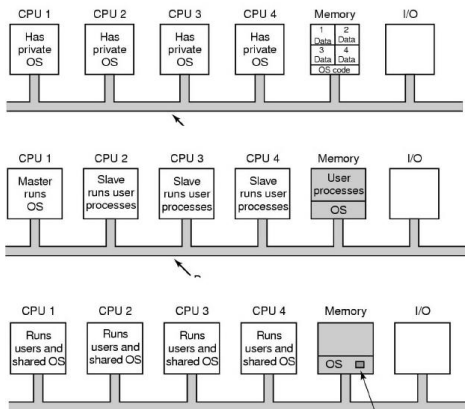 CPU 1 CPU 2 CPU 3 CPU 4 Memory I/O
Has private OS
Has private OS
Has private OS
Has private OS
1 Data 2 Data
3 Data 4 Data
OS code
CPU 1 CPU 2 CPU 3 CPU 4 Memory I/O
Master runs OS
Slave runs user processes
Slave runs user processes
Slave runs user processes
User processes
OS
CPU 1 CPU 2 CPU 3 CPU 4 Memory I/O
Runs users and shared OS
Runs users and shared OS
Runs users and shared OS
Runs users and shared OS
OS